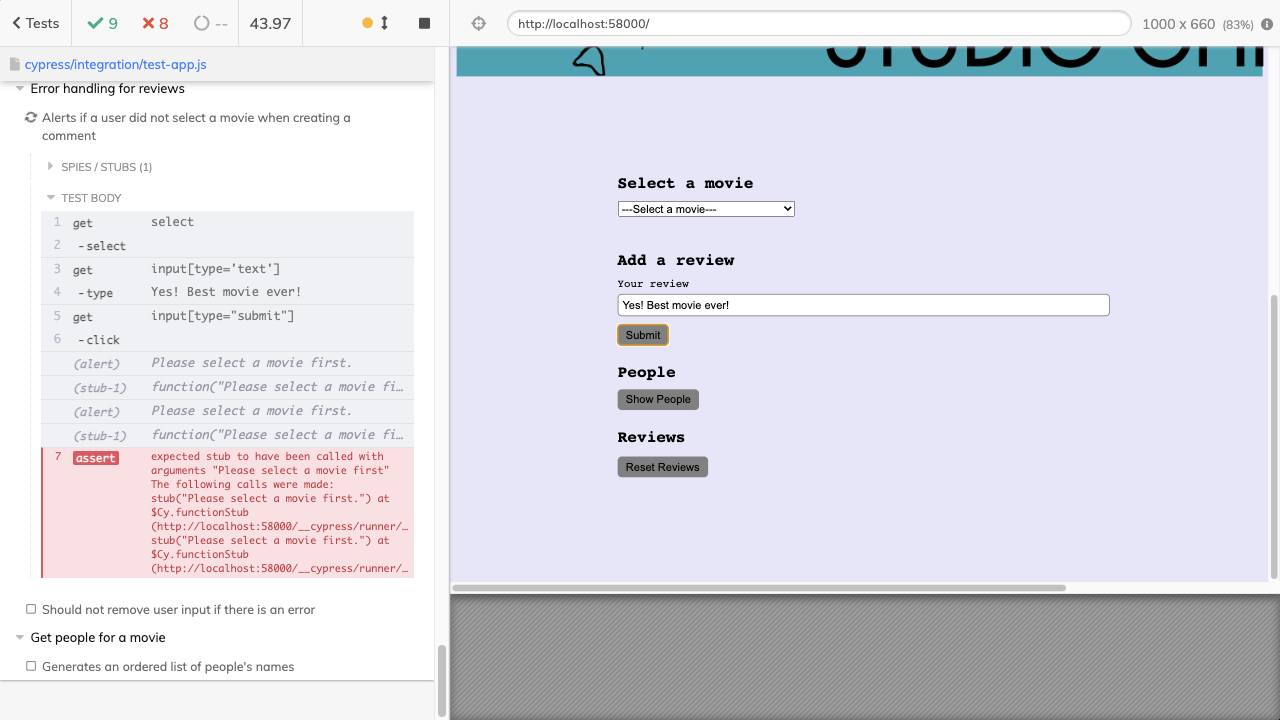 Tests
9
8
--
43.97
http://localhost:58000/
1000 x 660 (83%)
cypress/integration/test-app.js
Error handling for reviews
Alerts if a user did not select a movie when creating a
comment
SPIES / STUBS (1)
TEST BODY
1 get select
2 -select
3 get input[type='text']
4 -type Yes! Best movie ever!
5 get input[type="submit"]
6 -click
(alert) Please select a movie first.
(stub-1) function("Please select a movie fi…
(alert) Please select a movie first.
(stub-1) function("Please select a movie fi…
7 assert expected stub to have been called with
arguments "Please select a movie first"
The following calls were made:
stub("Please select a movie first.") at
$Cy.functionStub
(http://localhost:58000/__cypress/runner/…
stub("Please select a movie first.") at
$Cy.functionStub
(http://localhost:58000/__cypress/runner/…
Should not remove user input if there is an error
Get people for a movie
Generates an ordered list of people's names
Select a movie
---Select a movie---
Add a review
Your review
Yes! Best movie ever!
Submit
People
Show People
Reviews
Reset Reviews